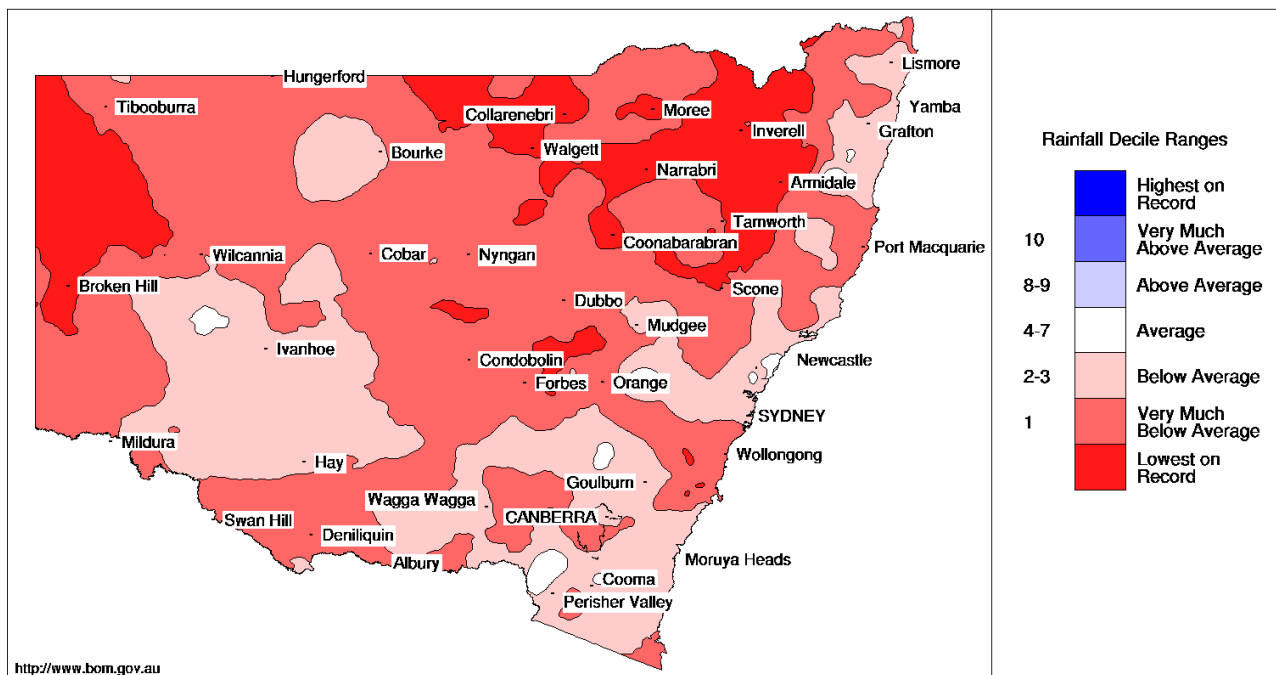 Hungerford
Lismore
Tibooburra
Collarenebri
Moree
Yamba
Inverell
Grafton
Bourke
Walgett
Narrabri
Armidale
Tamworth
Coonabarabran
Port Macquarie
Wilcannia
Cobar
Nyngan
Broken Hill
Scone
Dubbo
Mudgee
Ivanhoe
Condobolin
Newcastle
Forbes
Orange
SYDNEY
Mildura
Wollongong
Hay
Goulburn
Wagga Wagga
CANBERRA
Swan Hill
Deniliquin
Albury
Moruya Heads
Cooma
Perisher Valley
http://www.bom.gov.au
Rainfall Decile Ranges
Highest on
Record
10
Very Much
Above Average
8-9
Above Average
4-7
Average
2-3
Below Average
1
Very Much
Below Average
Lowest on
Record